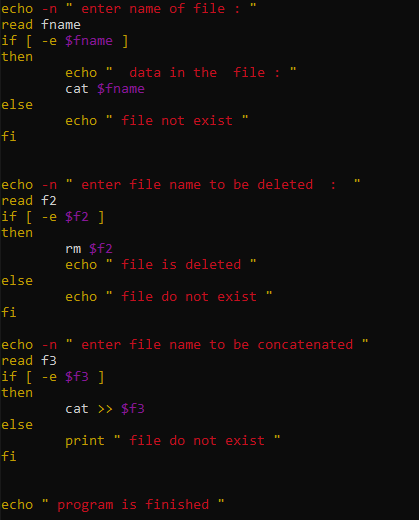 echo -n " enter name of file : "
read fname
if [ -e $fname ]
then
        echo "  data in the  file : "
        cat $fname
else
        echo " file not exist "
fi
echo -n " enter file name to be deleted  :  "
read f2
if [ -e $f2 ]
then
        rm $f2
        echo " file is deleted "
else
        echo " file do not exist "
fi
echo -n " enter file name to be concatenated "
read f3
if [ -e $f3 ]
then
        cat >> $f3
else
        print " file do not exist "
fi
echo " program is finished "